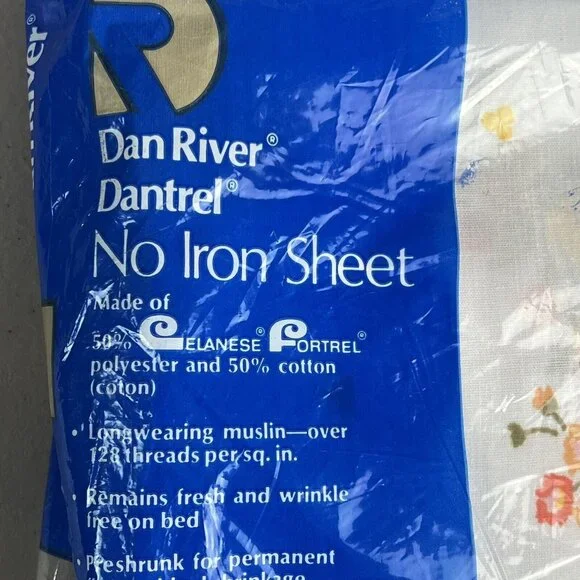 Dan River®
Dantrel®
No Iron Sheet
Made of
50% Celanese® Fortrel®
polyester and 50% cotton
(coton)
• Longwearing muslin—over
128 threads per sq. in.
• Remains fresh and wrinkle
free on bed
• Preshrunk for permanent